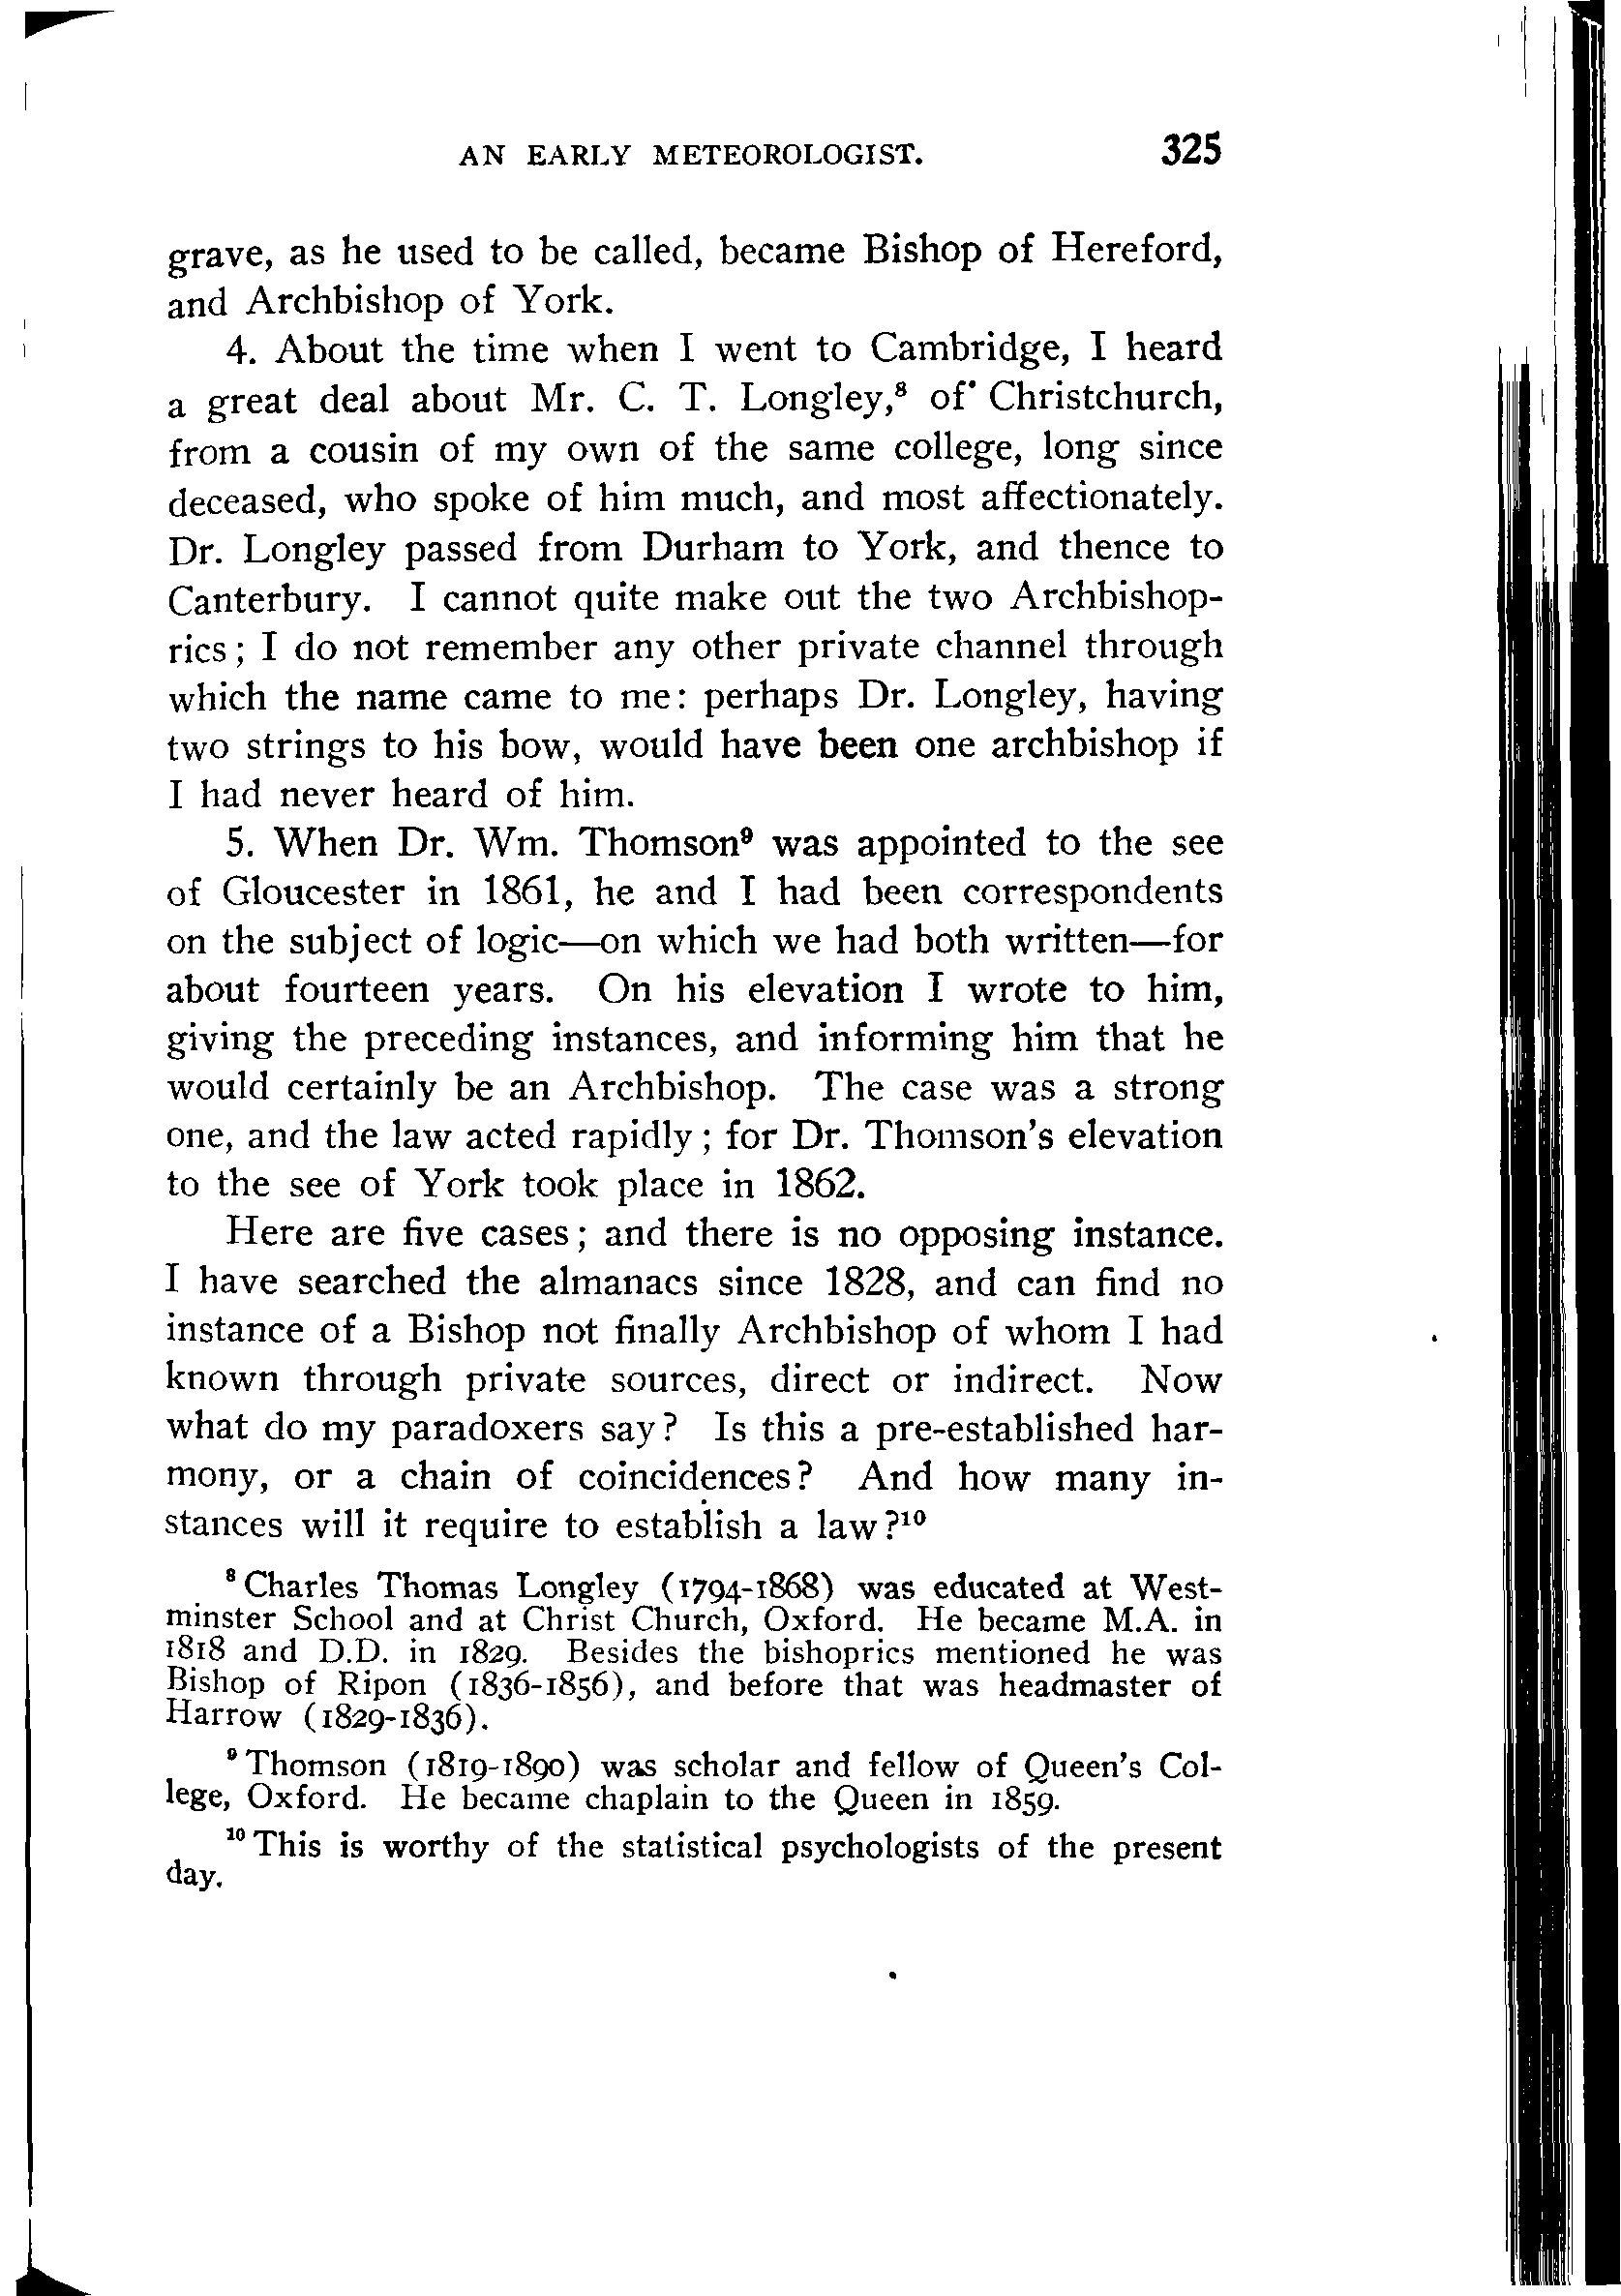 AN EARLY METEOROLOGIST. 325
grave, as he used to be called, became Bishop of Hereford,
and Archbishop of York.
4. About the time when I went to Cambridge, I heard
a great deal about Mr. C. T. Longley,⁸ of Christchurch,
from a cousin of my own of the same college, long since
deceased, who spoke of him much, and most affectionately.
Dr. Longley passed from Durham to York, and thence to
Canterbury. I cannot quite make out the two Archbishop-
rics; I do not remember any other private channel through
which the name came to me: perhaps Dr. Longley, having
two strings to his bow, would have been one archbishop if
I had never heard of him.
5. When Dr. Wm. Thomson⁹ was appointed to the see
of Gloucester in 1861, he and I had been correspondents
on the subject of logic—on which we had both written—for
about fourteen years. On his elevation I wrote to him,
giving the preceding instances, and informing him that he
would certainly be an Archbishop. The case was a strong
one, and the law acted rapidly; for Dr. Thomson's elevation
to the see of York took place in 1862.
Here are five cases; and there is no opposing instance.
I have searched the almanacs since 1828, and can find no
instance of a Bishop not finally Archbishop of whom I had
known through private sources, direct or indirect. Now
what do my paradoxers say? Is this a pre-established har-
mony, or a chain of coincidences? And how many in-
stances will it require to establish a law?¹⁰
⁸ Charles Thomas Longley (1794-1868) was educated at West-
minster School and at Christ Church, Oxford. He became M.A. in
1818 and D.D. in 1829. Besides the bishoprics mentioned he was
Bishop of Ripon (1836-1856), and before that was headmaster of
Harrow (1829-1836).
⁹ Thomson (1819-1890) was scholar and fellow of Queen's Col-
lege, Oxford. He became chaplain to the Queen in 1859.
¹⁰ This is worthy of the statistical psychologists of the present
day.